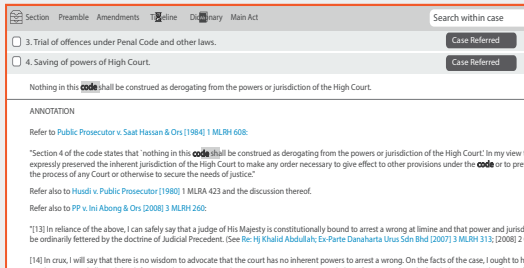 Section Preamble Amendments Timeline Dictionary Main Act Search within case
3. Trial of offences under Penal Code and other laws. Case Referred
4. Saving of powers of High Court. Case Referred
Nothing in this code shall be construed as derogating from the powers or jurisdiction of the High Court.
ANNOTATION
Refer to Public Prosecutor v. Saat Hassan & Ors [1984] 1 MLRH 608:
"Section 4 of the code states that `nothing in this code shall be construed as derogating from the powers or jurisdiction of the High Court.' In my view
expressly preserved the inherent jurisdiction of the High Court to make any order necessary to give effect to other provisions under the code or to
the process of any Court or otherwise to secure the needs of justice."
Refer also to Husdi v. Public Prosecutor [1980] 1 MLRA 423 and the discussion thereof.
Refer also to PP v. Ini Abong & Ors [2008] 3 MLRH 260:
"[13] In reliance of the above, I can safely say that a judge of His Majesty is constitutionally bound to arrest a wrong at limine and that power and
be ordinarily fettered by the doctrine of Judicial Precedent. (See Re: Hj Khalid Abdullah; Ex-Parte Danaharta Urus Sdn Bhd [2007] 3 MLRH 313; [2008] 2
[14] In crux, I will say that there is no wisdom to advocate that the court has no inherent powers to arrest a wrong. On the facts of the case, I ought to